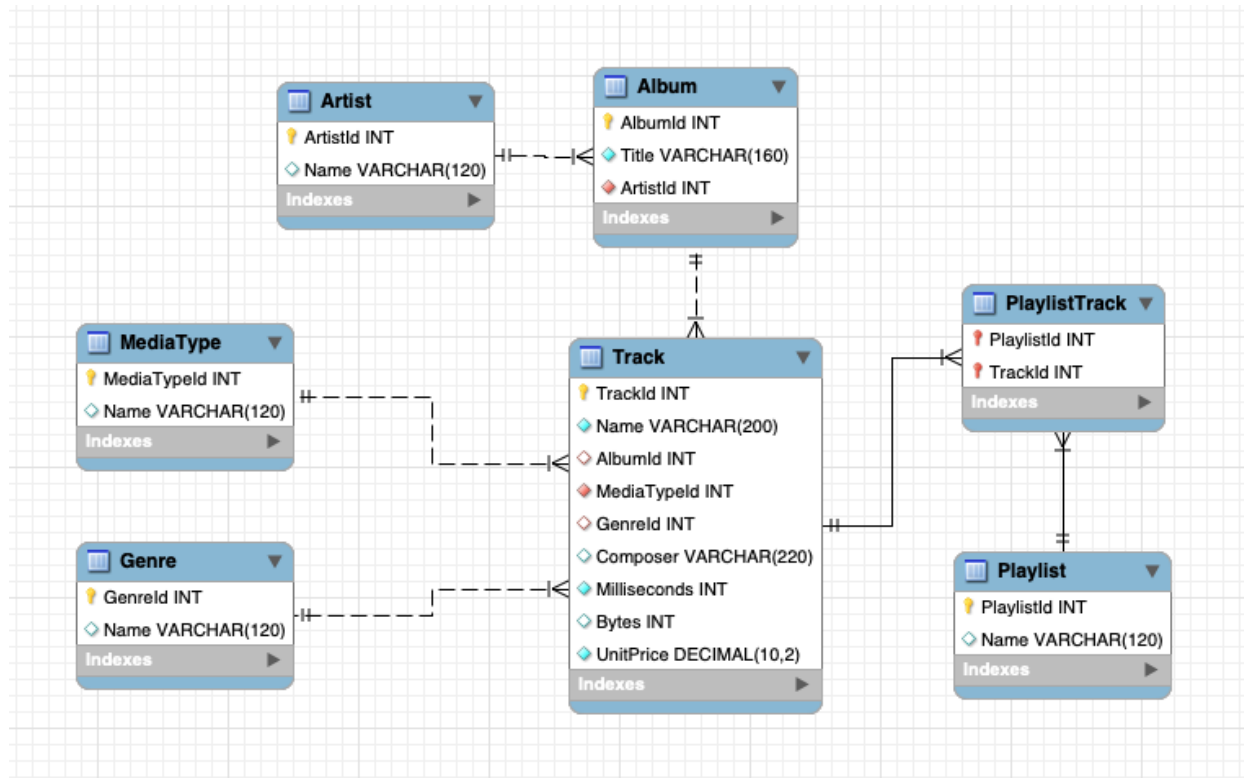 Artist
ArtistId INT
Name VARCHAR(120)
Indexes
Album
AlbumId INT
Title VARCHAR(160)
ArtistId INT
Indexes
MediaType
MediaTypeId INT
Name VARCHAR(120)
Indexes
Genre
GenreId INT
Name VARCHAR(120)
Indexes
Track
TrackId INT
Name VARCHAR(200)
AlbumId INT
MediaTypeId INT
GenreId INT
Composer VARCHAR(220)
Milliseconds INT
Bytes INT
UnitPrice DECIMAL(10,2)
Indexes
PlaylistTrack
PlaylistId INT
TrackId INT
Indexes
Playlist
PlaylistId INT
Name VARCHAR(120)
Indexes